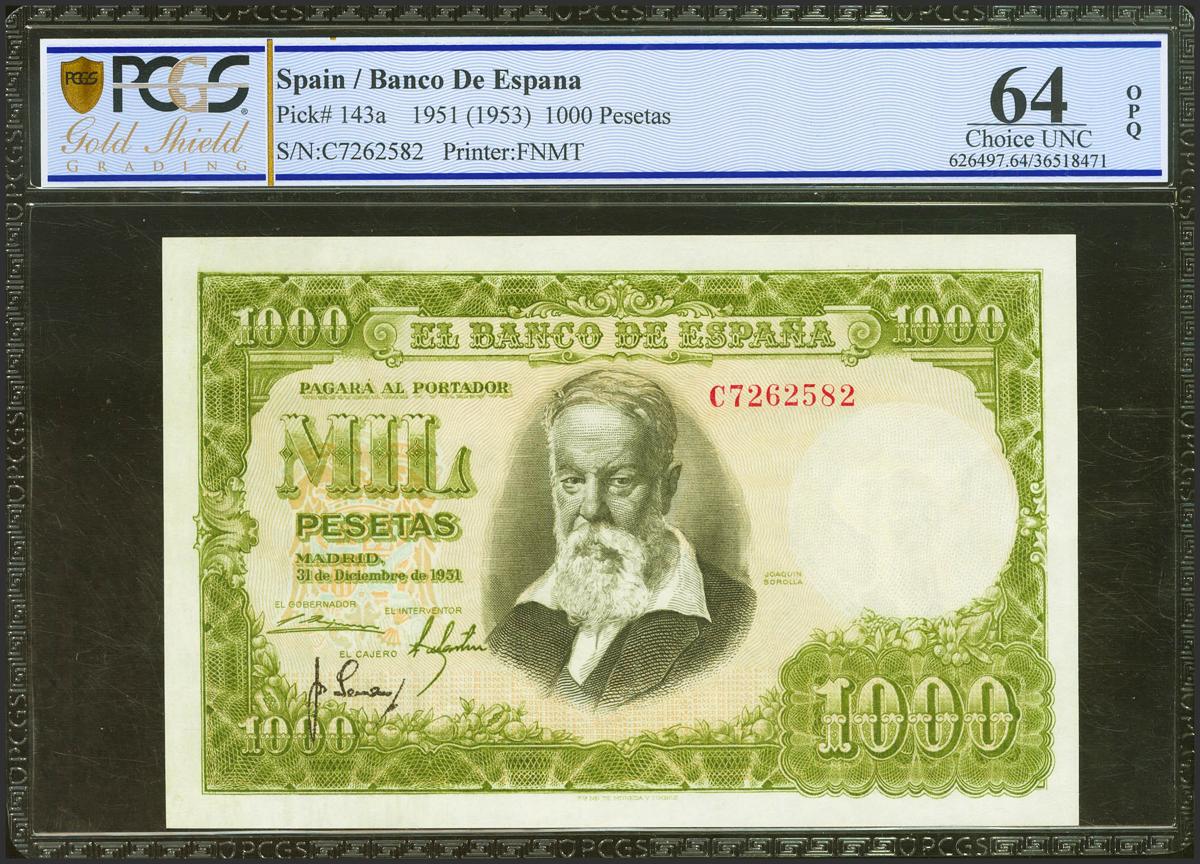 PCGS
PCGS
Gold Shield
GRADING
Spain / Banco De Espana
Pick# 143a 1951 (1953) 1000 Pesetas
S/N:C7262582 Printer:FNMT
64
Choice UNC
626497.64/36518471
OPQ
1000
EL BANCO DE ESPAÑA
1000
PAGARÁ AL PORTADOR
C7262582
MIL
PESETAS
MADRID,
31 de Diciembre de 1951
JOAQUIN
SOROLLA
EL GOBERNADOR
EL INTERVENTOR
EL CAJERO
1000
1000